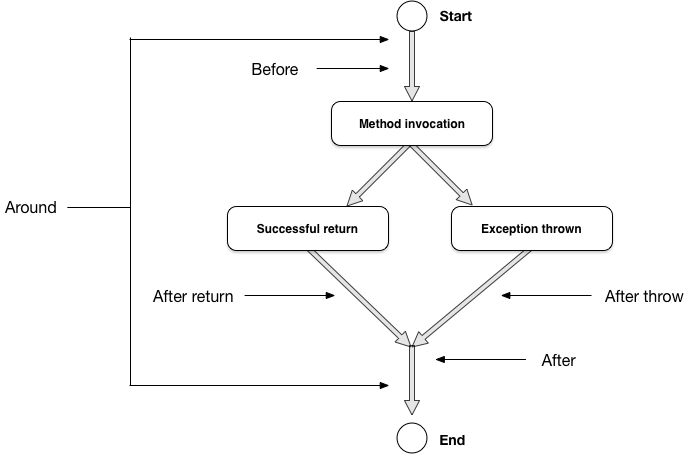 Start
Before
Method invocation
Around
Successful return
Exception thrown
After return
After throw
After
End